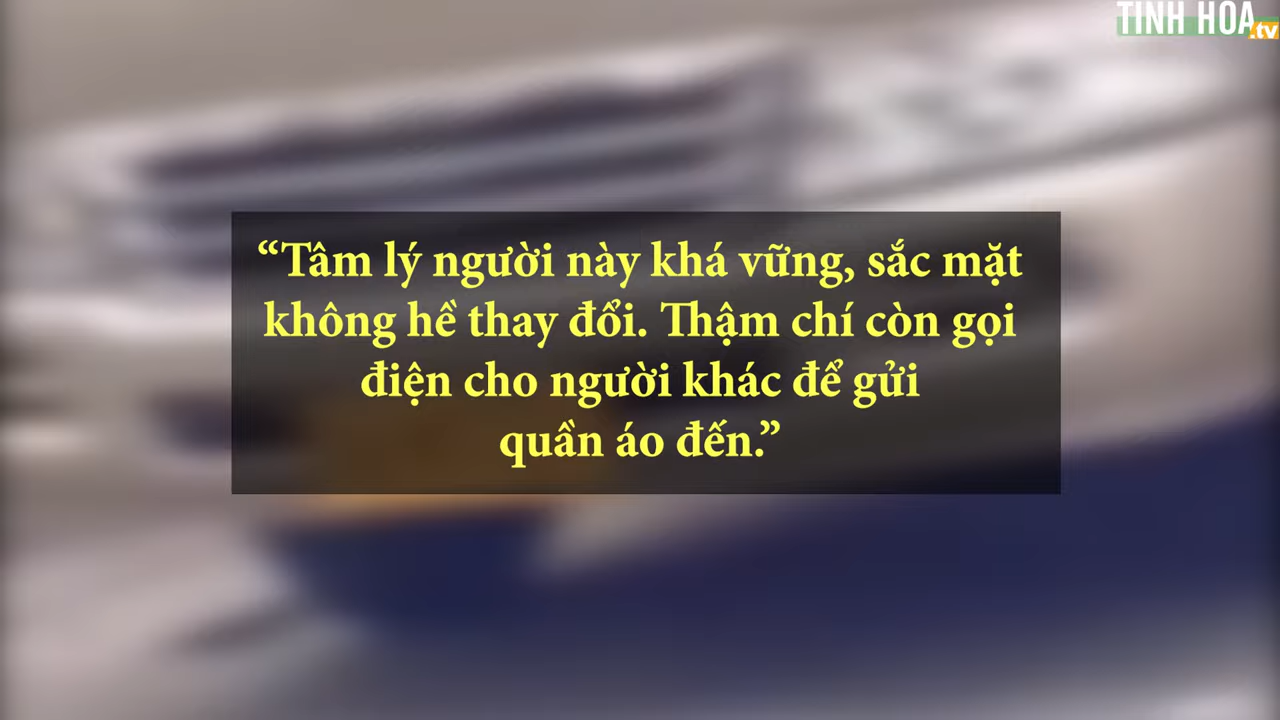 TINH HOA
.tv
“Tâm lý người này khá vững, sắc mặt
không hề thay đổi. Thậm chí còn gọi
điện cho người khác để gửi
quần áo đến.”